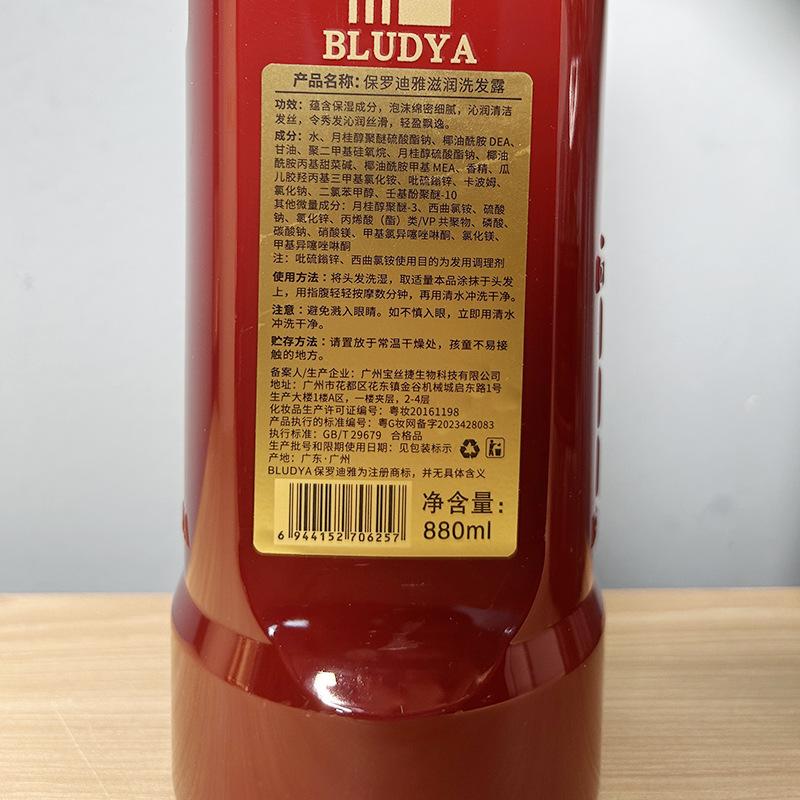 BLUDYA
产品名称：保罗迪雅滋润洗发露
功效：蕴含保湿成分，泡沫绵密细腻，沁润清洁
发丝，令秀发沁润丝滑，轻盈飘逸。
成分：水、月桂醇聚醚硫酸酯钠、椰油酰胺 DEA、
甘油、聚二甲基硅氧烷、月桂醇硫酸酯钠、椰油
酰胺丙基甜菜碱、椰油酰胺甲基 MEA、香精、瓜
儿胶羟丙基三甲基氯化铵、吡硫鎓锌、卡波姆、
氯化钠、二氯苯甲醇、壬基酚聚醚-10
其他微量成分：月桂醇聚醚-3、西曲氯铵、硫酸
钠、氯化锌、丙烯酸（酯）类/VP 共聚物、磷酸、
碳酸钠、硝酸镁、甲基氯异噻唑啉酮、氯化镁、
甲基异噻唑啉酮
注：吡硫鎓锌、西曲氯铵使用目的为发用调理剂
使用方法：将头发洗湿，取适量本品涂抹于头发
上，用指腹轻轻按摩数分钟，再用清水冲洗干净。
注意：避免溅入眼睛。如不慎入眼，立即用清水
冲洗干净。
贮存方法：请置放于常温干燥处，孩童不易接
触的地方。
备案人/生产企业：广州宝丝捷生物科技有限公司
地址：广州市花都区花东镇金谷机械城启东路1号
生产大楼1楼A区，一楼夹层，2-4层
化妆品生产许可证编号：粤妆20161198
产品执行的标准编号：粤G妆网备字2023428083
执行标准：GB/T 29679 合格品
生产批号和限期使用日期：见包装标示
产地：广东·广州
BLUDYA 保罗迪雅为注册商标，并无具体含义
净含量：
880ml
6 944152 706257